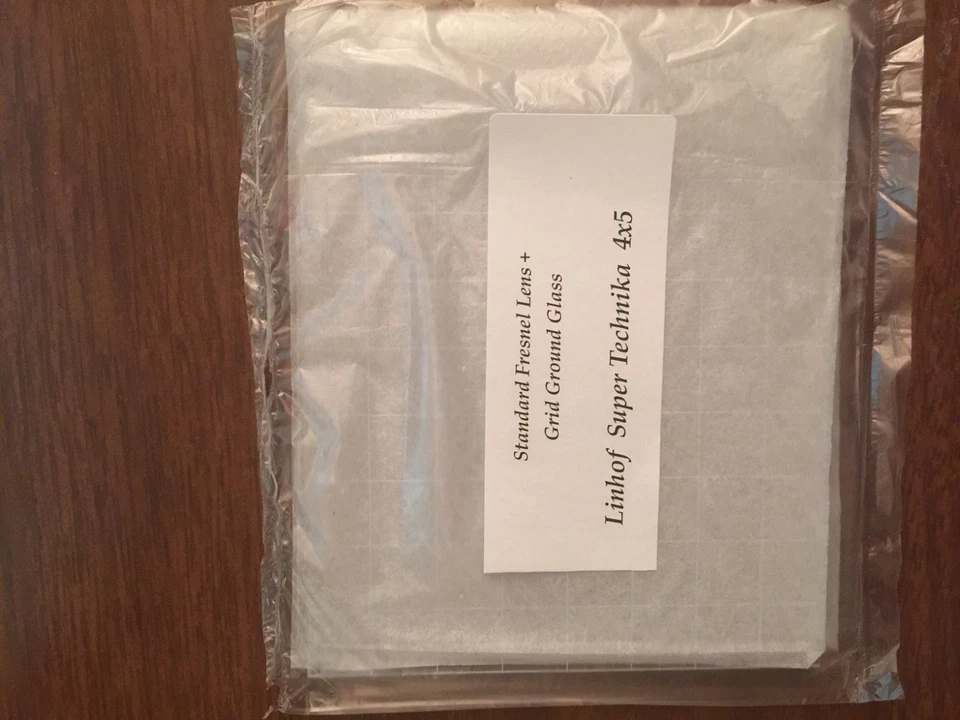 Standard Fresnel Lens +
Grid Ground Glass
Linhof Super Technika 4x5